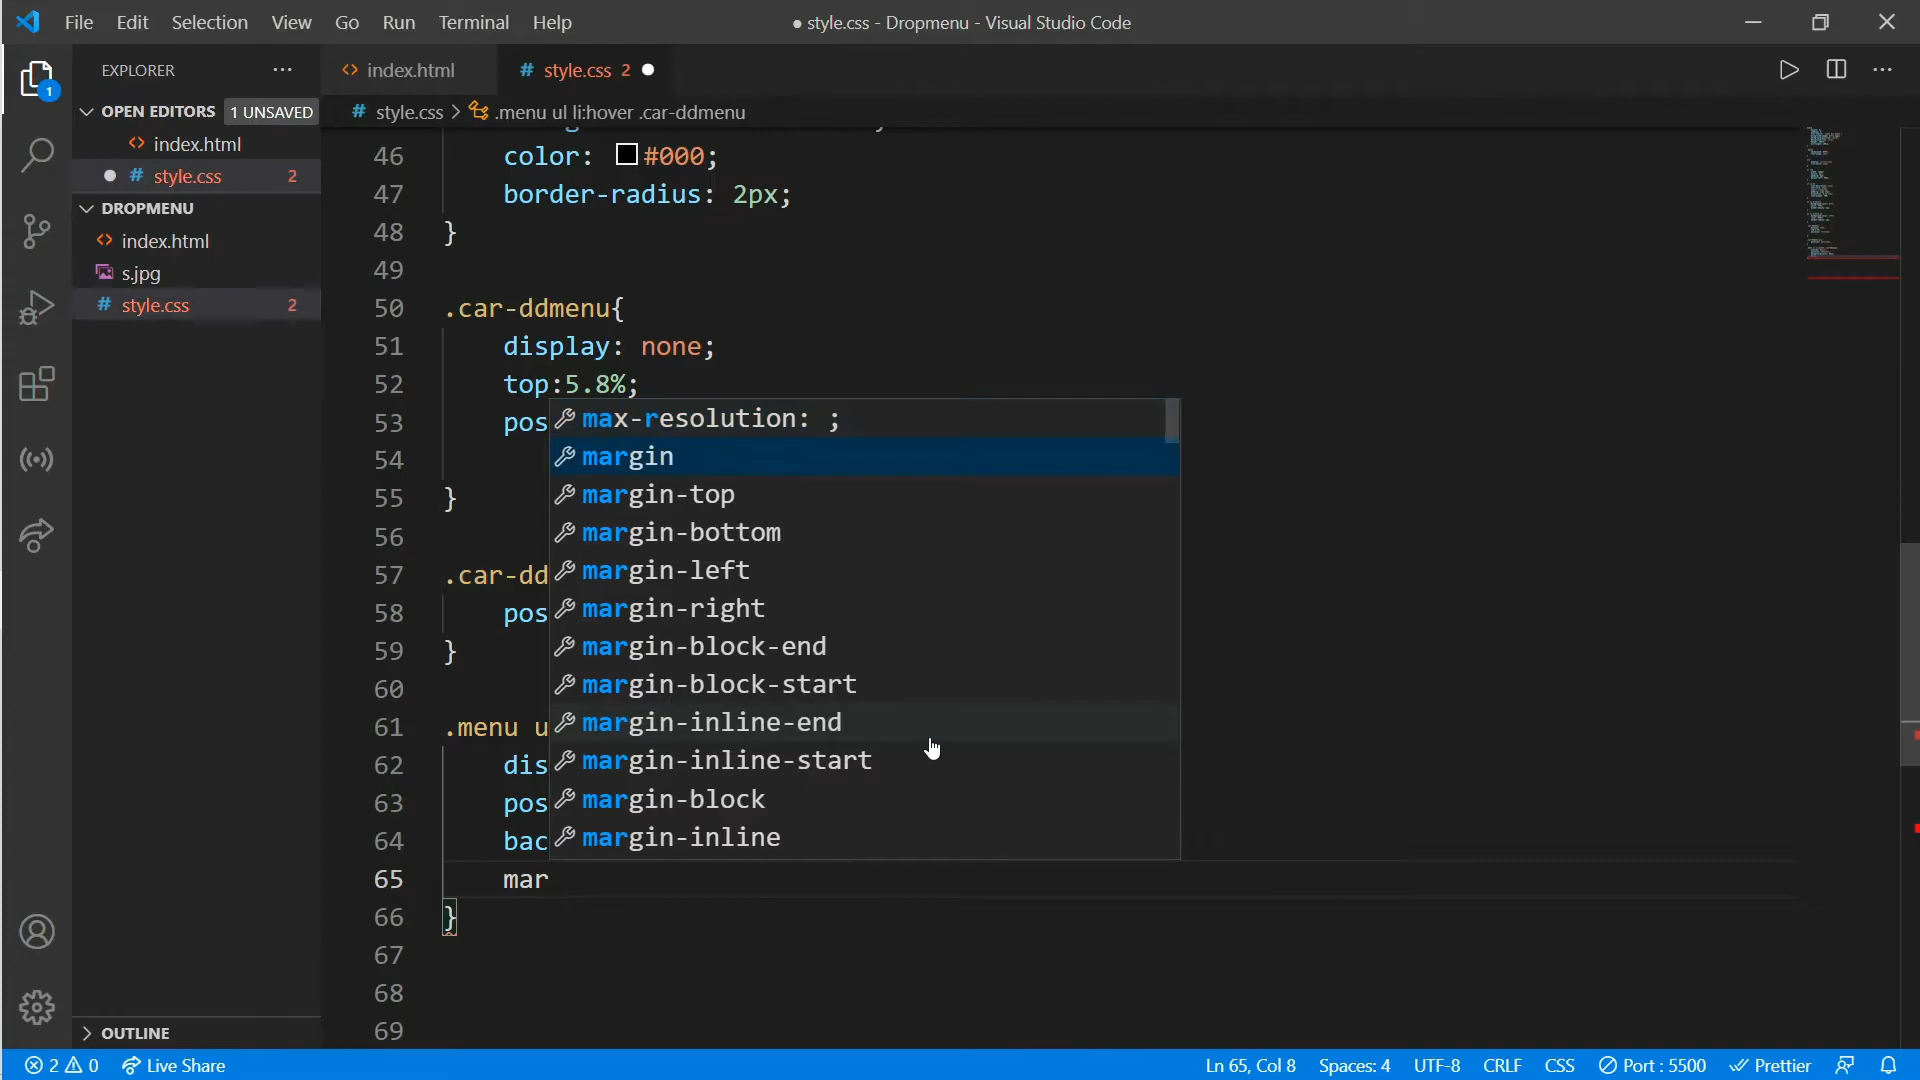 File Edit Selection View Go Run Terminal Help
● style.css - Dropmenu - Visual Studio Code
EXPLORER
index.html
# style.css 2
OPEN EDITORS 1 UNSAVED
index.html
# style.css 2
DROPMENU
index.html
s.jpg
# style.css 2
OUTLINE
# style.css > .menu ul li:hover .car-ddmenu
46 color: #000;
47 border-radius: 2px;
48 }
49
50 .car-ddmenu{
51 display: none;
52 top:5.8%;
53 pos
54
55 }
56
57 .car-dd
58 pos
59 }
60
61 .menu u
62 dis
63 pos
64 bac
65 mar
66 }
67
68
69
max-resolution: ;
margin
margin-top
margin-bottom
margin-left
margin-right
margin-block-end
margin-block-start
margin-inline-end
margin-inline-start
margin-block
margin-inline
1
2 0 Live Share
Ln 65, Col 8 Spaces: 4 UTF-8 CRLF CSS Port : 5500 Prettier